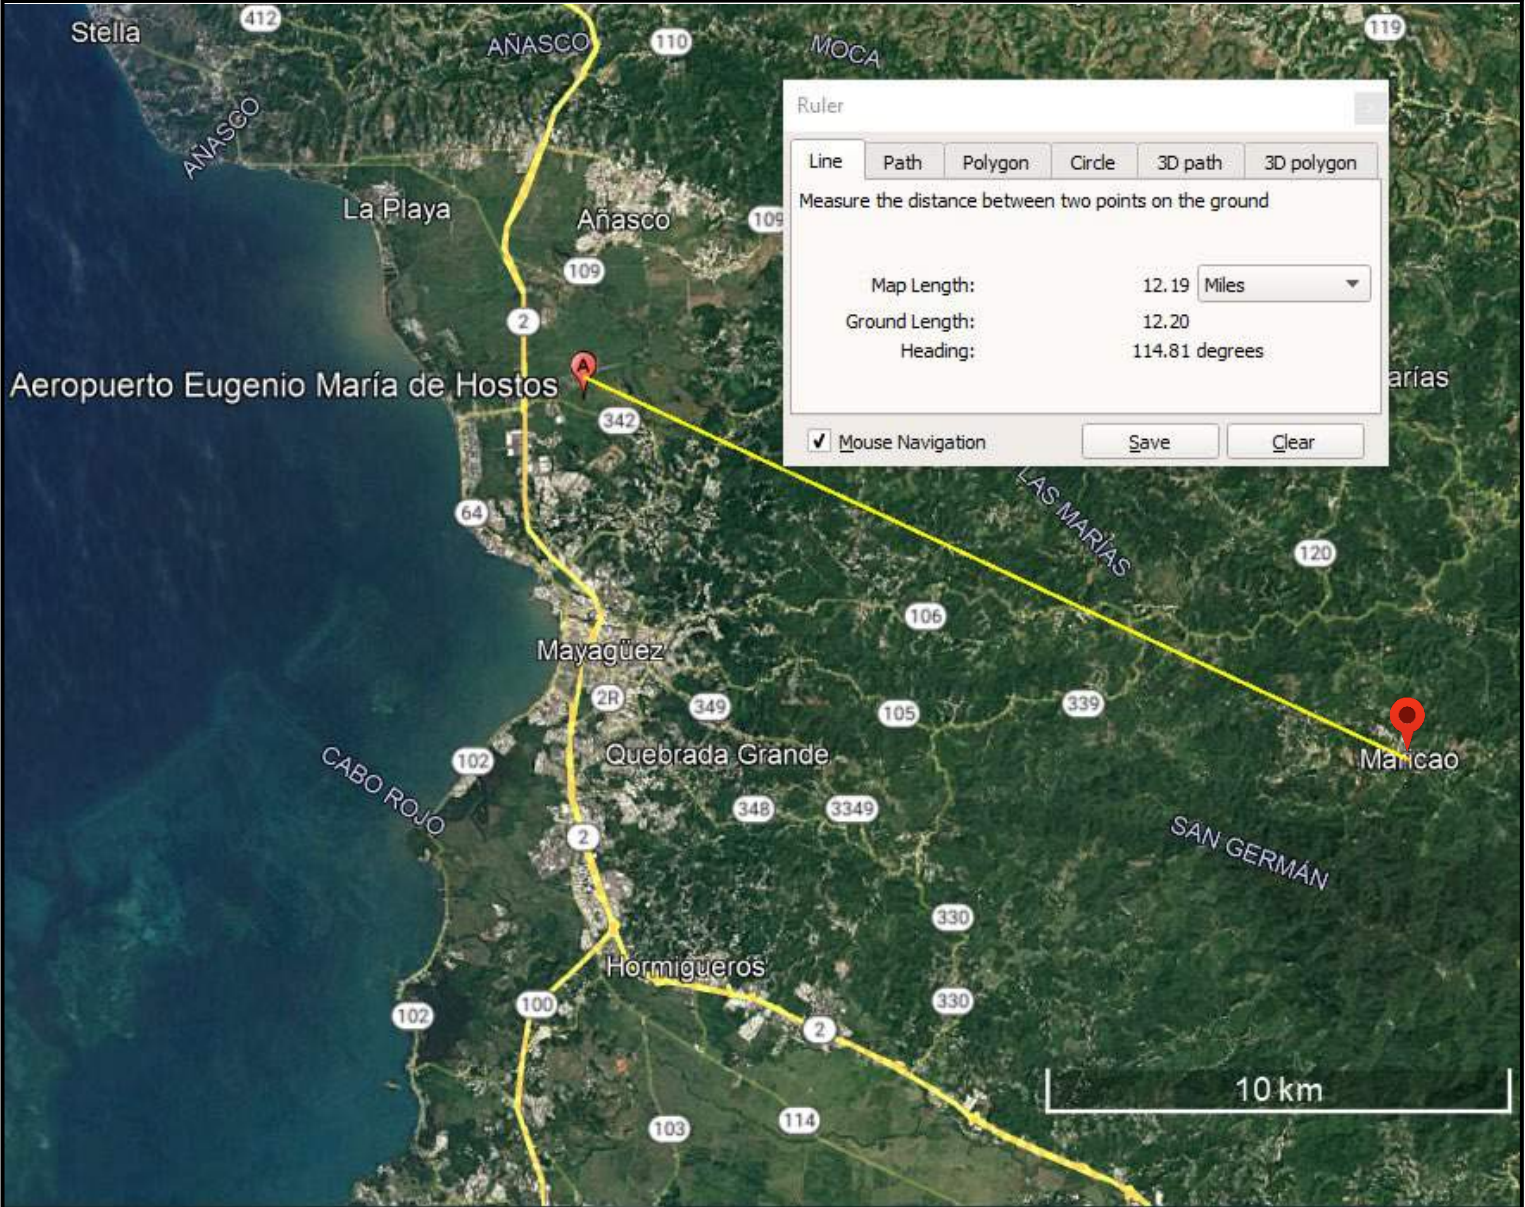 Stella
412
AÑASCO
110
MOCA
119
AÑASCO
La Playa
Añasco
109
109
2
Ruler
Line
Path
Polygon
Circle
3D path
3D polygon
Measure the distance between two points on the ground
Map Length: 12.19 Miles
Ground Length: 12.20
Heading: 114.81 degrees
Mouse Navigation
Save
Clear
arías
A
Aeropuerto Eugenio María de Hostos
342
64
LAS MARÍAS
120
106
Mayagüez
2R
349
105
339
Quebrada Grande
102
Maricao
CABO ROJO
348
3349
2
SAN GERMÁN
330
Hormigueros
100
102
330
2
10 km
103
114